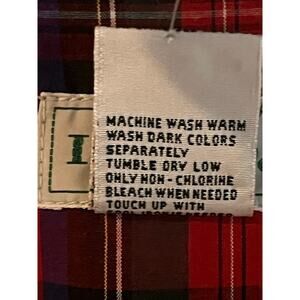 MACHINE WASH WARM
WASH DARK COLORS
SEPARATELY
TUMBLE DRY LOW
ONLY NON - CHLORINE
BLEACH WHEN NEEDED
TOUCH UP WITH